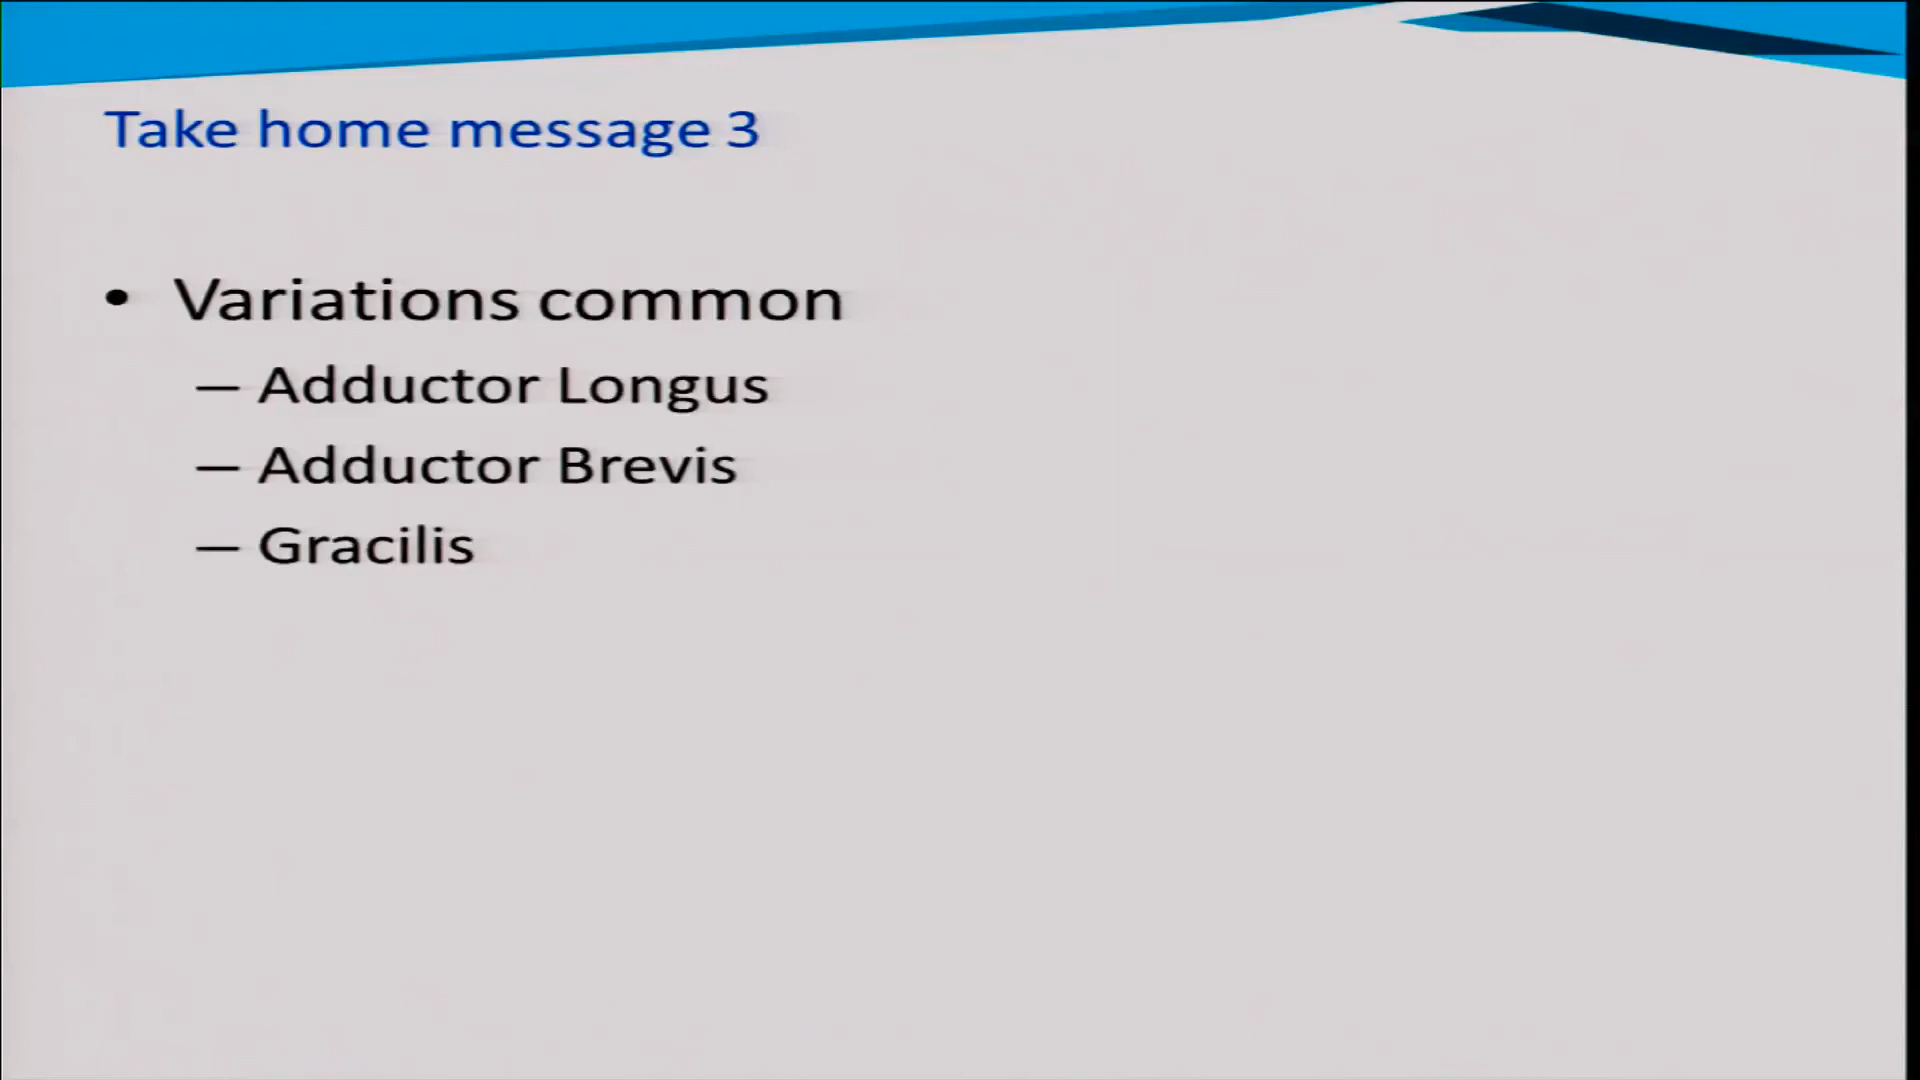 Take home message 3
• Variations common
– Adductor Longus
– Adductor Brevis
– Gracilis